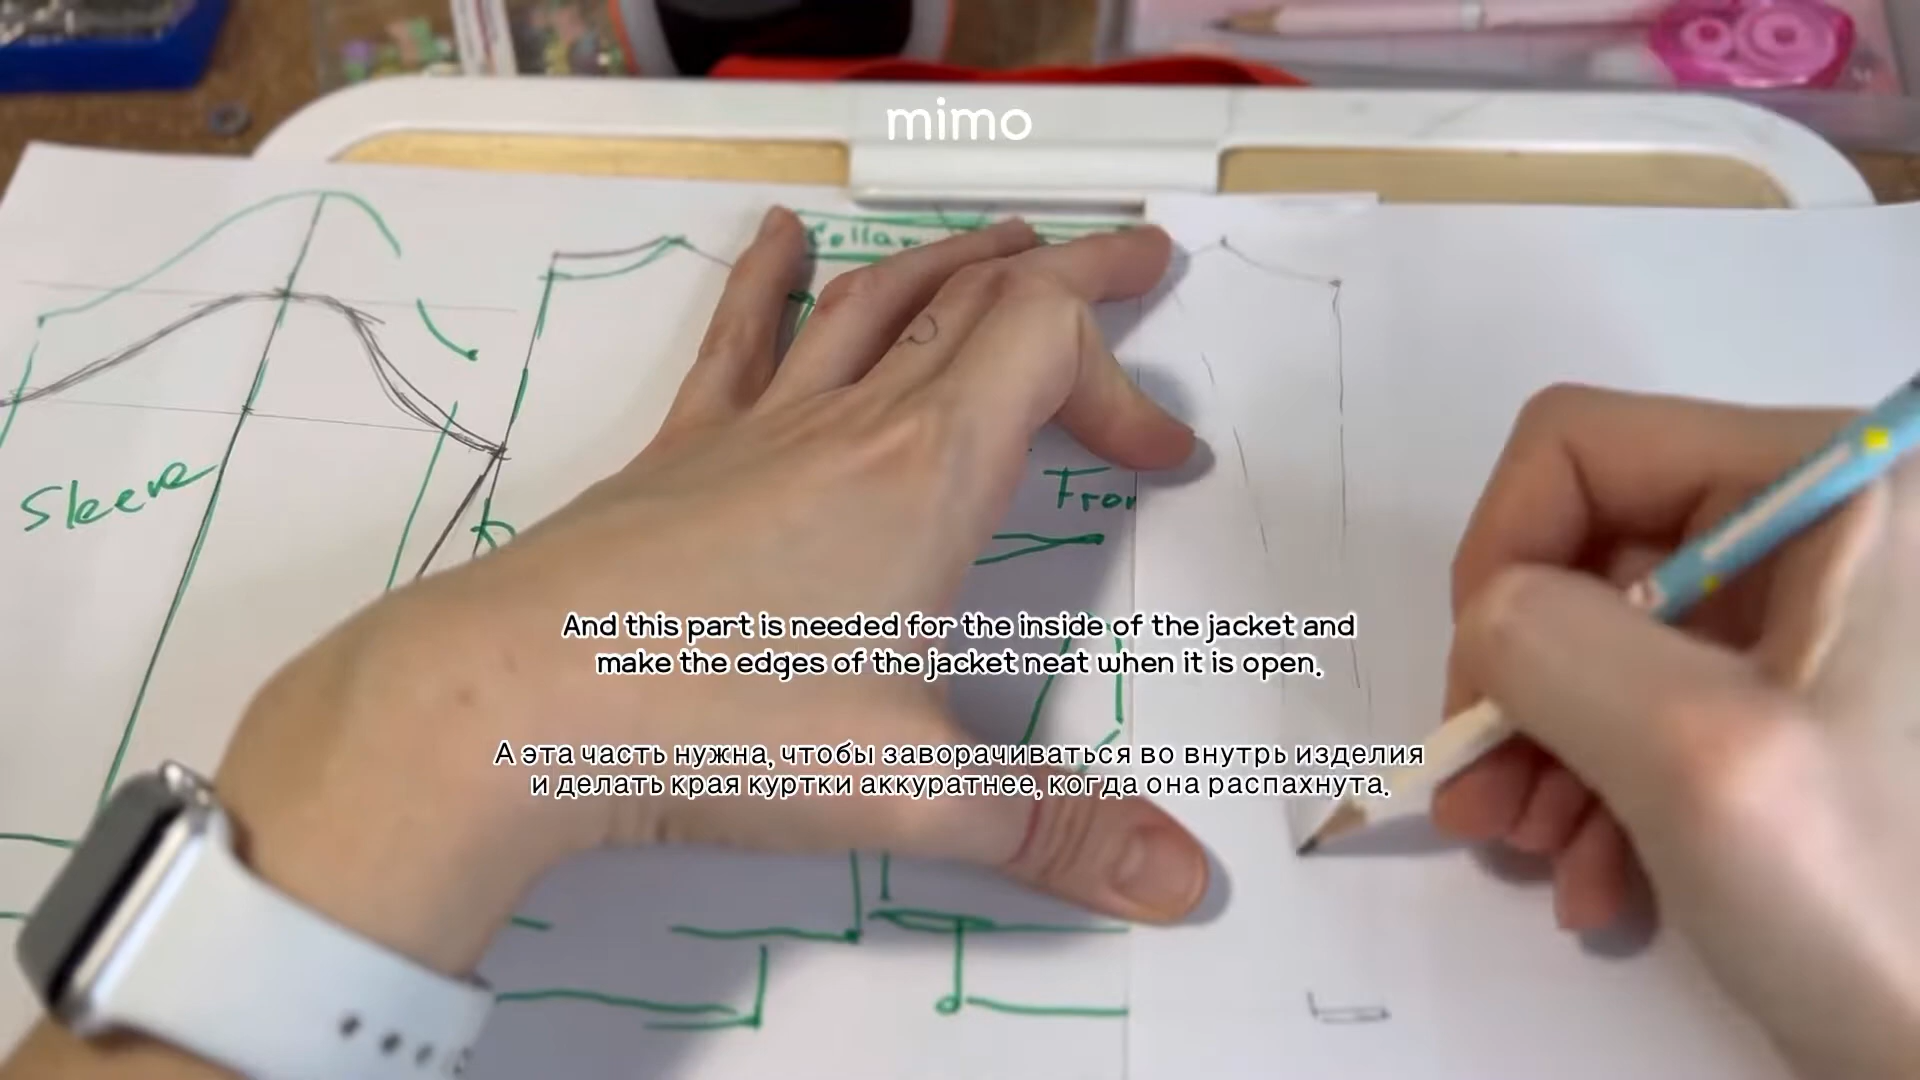 mimo
Collar
Sleeve
Fron
And this part is needed for the inside of the jacket and
make the edges of the jacket neat when it is open.
А эта часть нужна, чтобы заворачиваться во внутрь изделия
и делать края куртки аккуратнее, когда она распахнута.